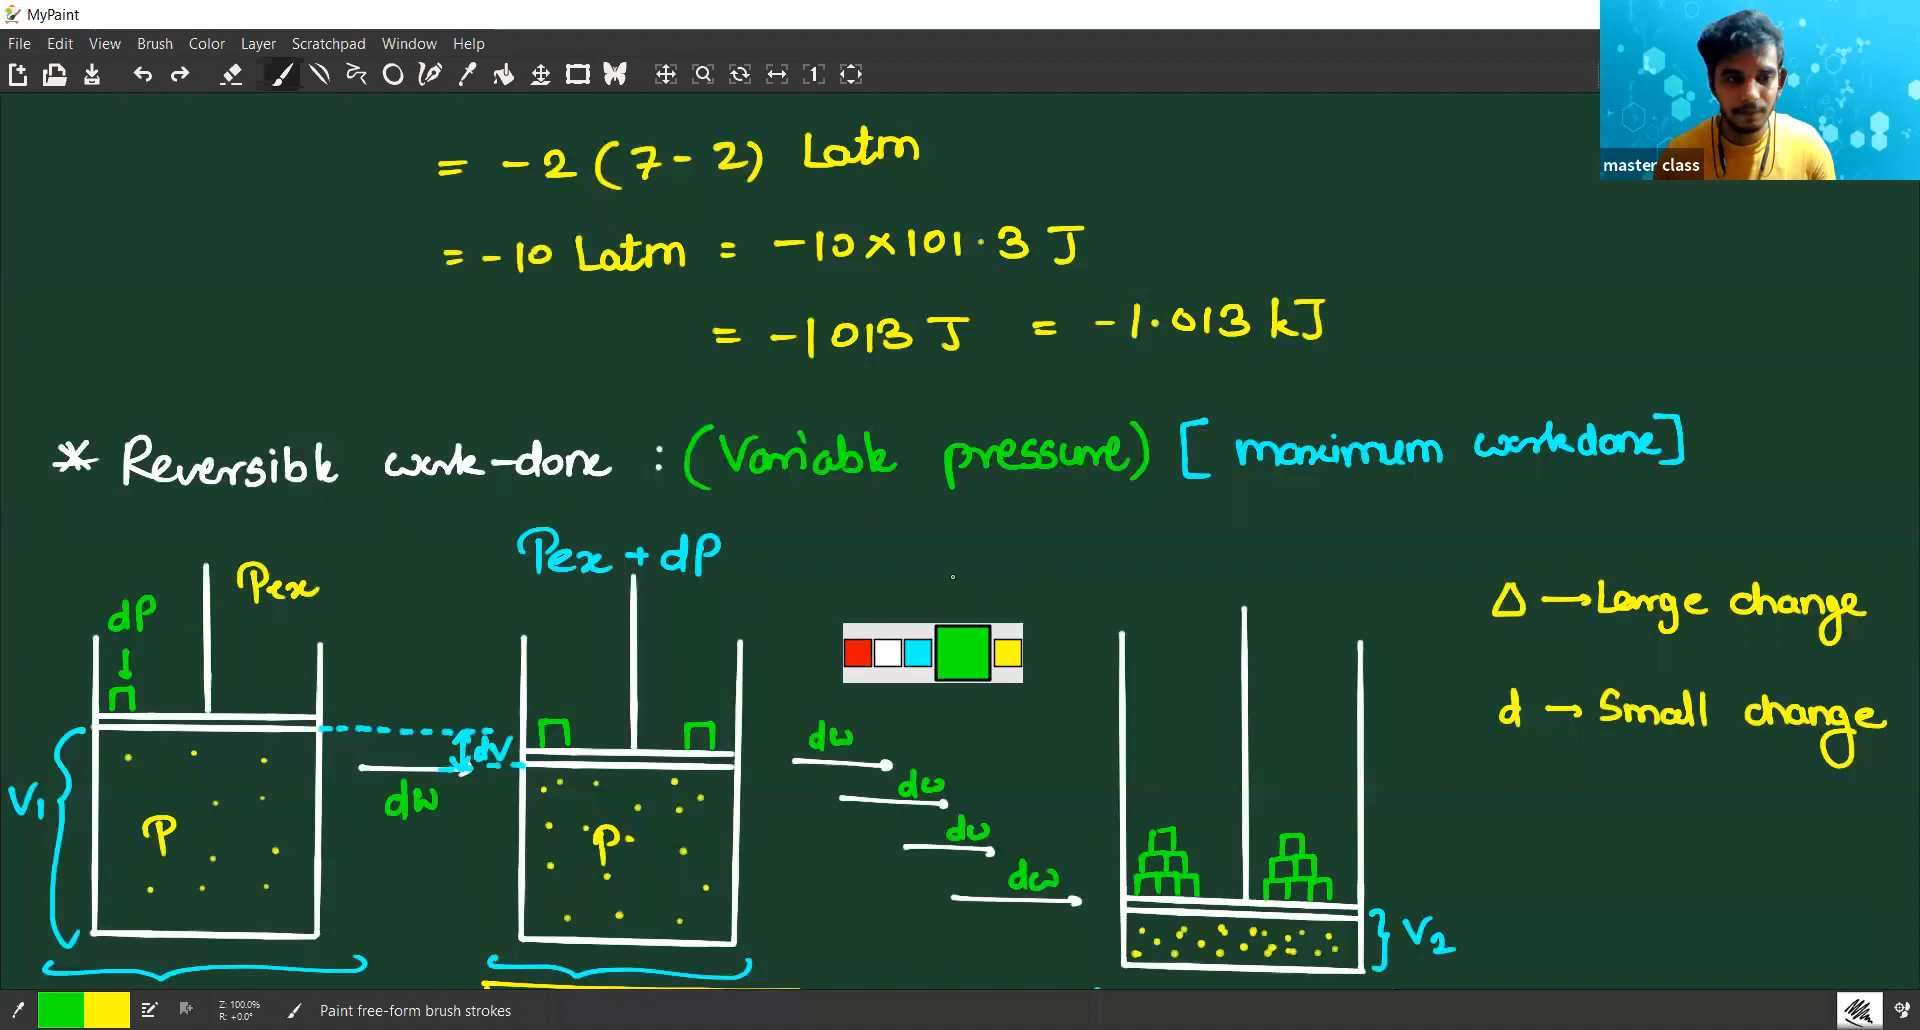 MyPaint
File Edit View Brush Color Layer Scratchpad Window Help
master class
= -2 (7-2) Latm
= -10 Latm = -10×101.3 J
= -1013 J = -1.013 kJ
* Reversible work-done : (Variable pressure) [maximum workdone]
Pex + dP
Pex
dP
Δ → Large change
d → Small change
dV
dw
dw
dw
dw
dw
V1
P
P
V2
Z: 100.0%
R: +0.0°
Paint free-form brush strokes